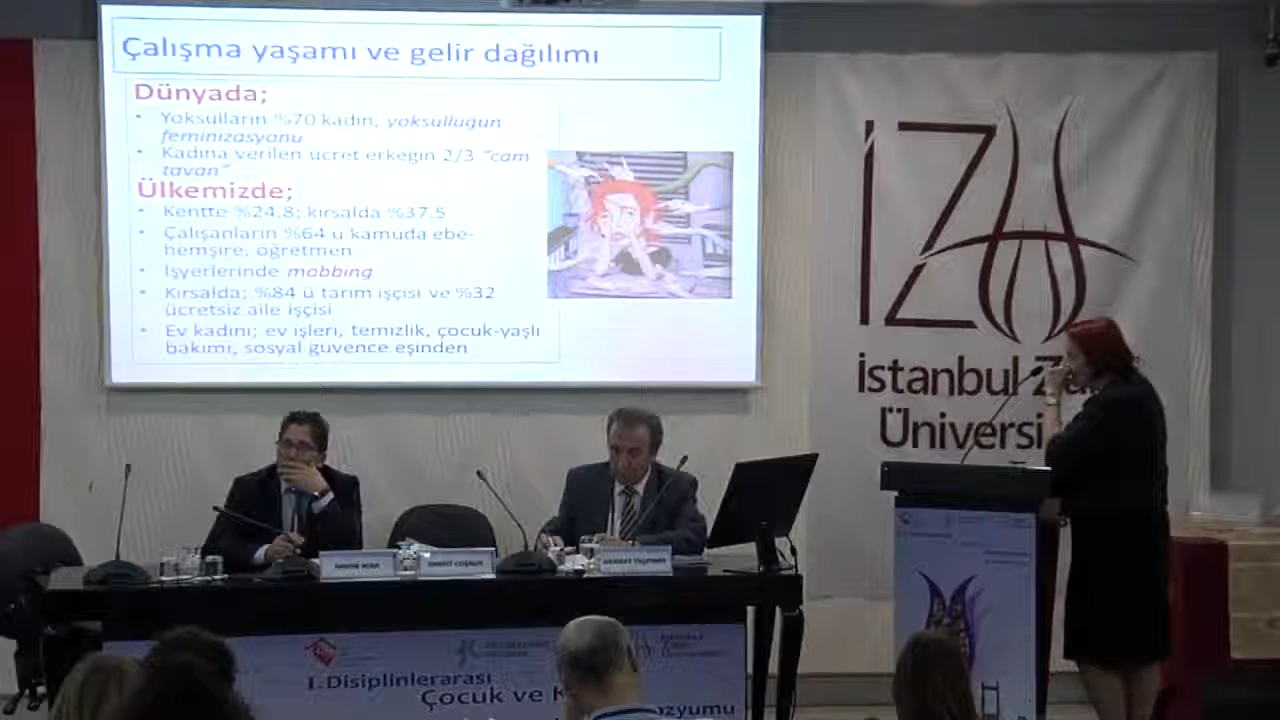 Çalışma yaşamı ve gelir dağılımı
Dünyada;
• Yoksulların %70 kadın, yoksulluğun
feminizasyonu
• Kadına verilen ücret erkeğin 2/3 "cam
tavan"
Ülkemizde;
• Kentte %24.8; kırsalda %37.5
• Çalışanların %64 ü kamuda ebe-
hemşire, öğretmen
• İşyerlerinde mobbing
• Kırsalda; %84 ü tarım işçisi ve %32
ücretsiz aile işçisi
• Ev kadını; ev işleri, temizlik, çocuk-yaşlı
bakımı, sosyal güvence eşinden
İZÜ
İstanbul
Üniversi
I.Disiplinlerarası
Çocuk ve K
ozyumu